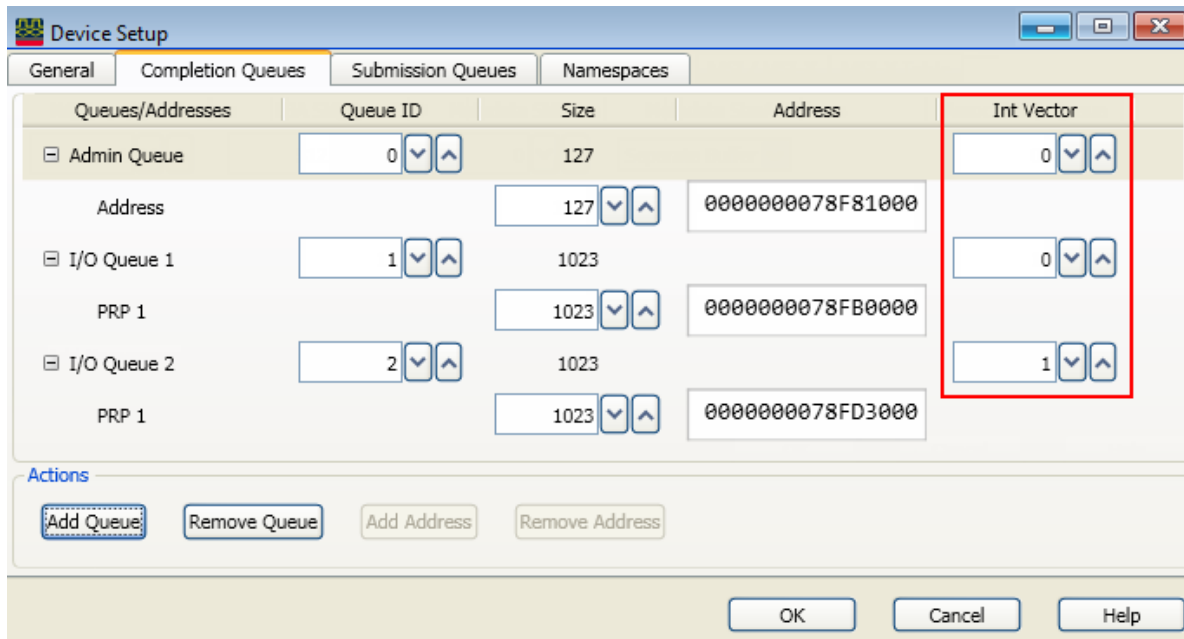 Device Setup
General Completion Queues Submission Queues Namespaces
Queues/Addresses Queue ID Size Address Int Vector
Admin Queue 0 127 0
Address 127 0000000078F81000
I/O Queue 1 1 1023 0
PRP 1 1023 0000000078FB0000
I/O Queue 2 2 1023 1
PRP 1 1023 0000000078FD3000
Actions
Add Queue Remove Queue Add Address Remove Address
OK Cancel Help